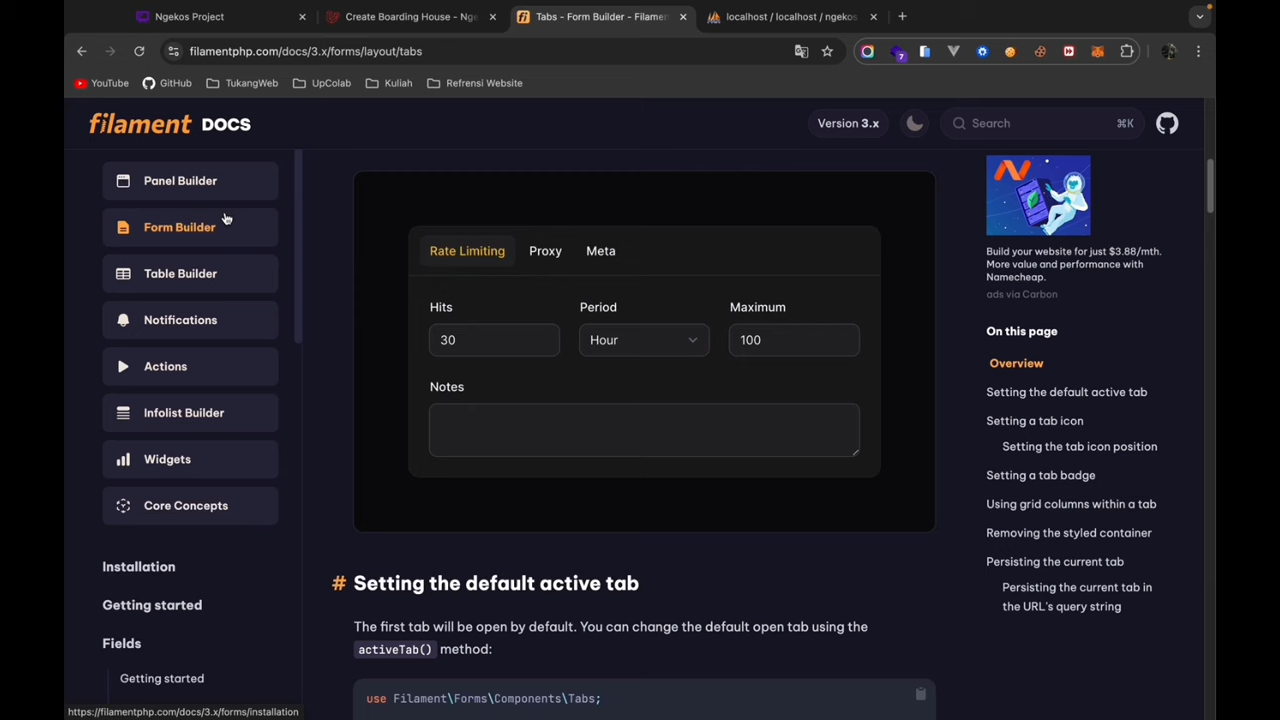 Ngekos Project
Create Boarding House - Nge
Tabs - Form Builder - Filamen
localhost / localhost / ngekos
filamentphp.com/docs/3.x/forms/layout/tabs
7
YouTube
GitHub
TukangWeb
UpColab
Kuliah
Refrensi Website
filament DOCS
Version 3.x
Search
⌘K
Panel Builder
Form Builder
Table Builder
Notifications
Actions
Infolist Builder
Widgets
Core Concepts
Installation
Getting started
Fields
Getting started
https://filamentphp.com/docs/3.x/forms/installation
Rate Limiting
Proxy
Meta
Hits
Period
Maximum
30
Hour
100
Notes
# Setting the default active tab
The first tab will be open by default. You can change the default open tab using the
activeTab() method:
use Filament\Forms\Components\Tabs;
Build your website for just $3.88/mth.
More value and performance with
Namecheap.
ads via Carbon
On this page
Overview
Setting the default active tab
Setting a tab icon
Setting the tab icon position
Setting a tab badge
Using grid columns within a tab
Removing the styled container
Persisting the current tab
Persisting the current tab in
the URL's query string